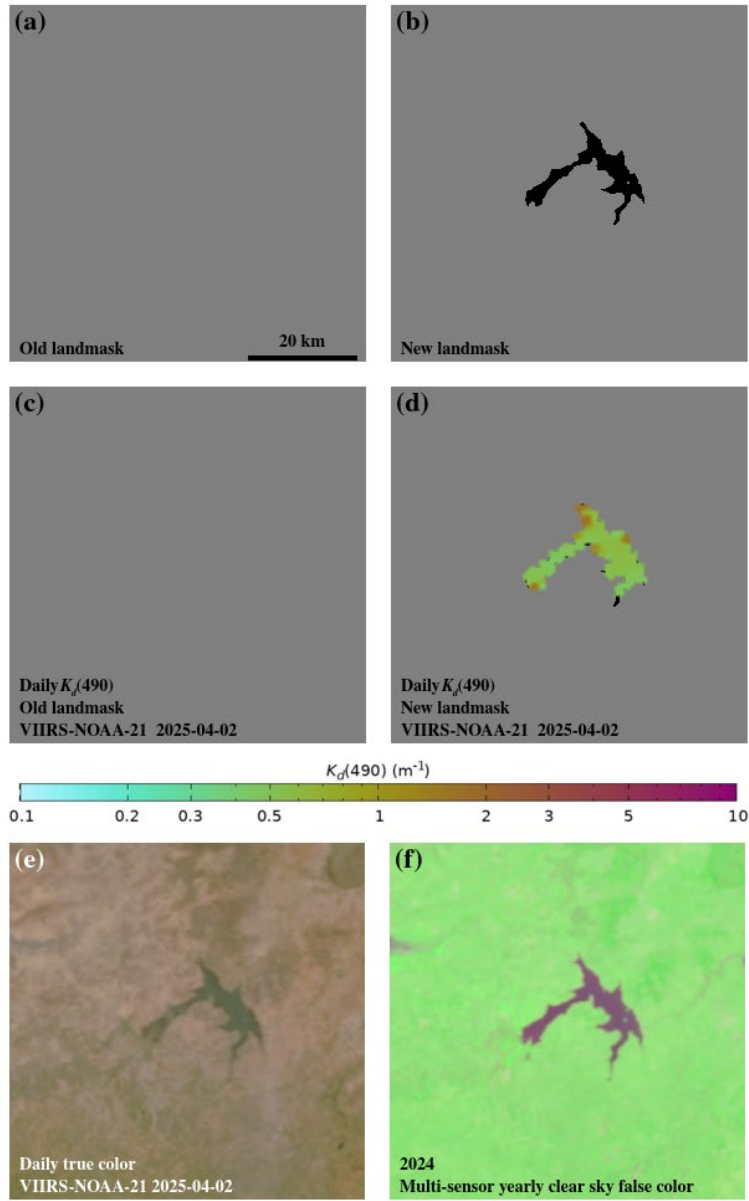 (a)
Old landmask
20 km
(b)
New landmask
(c)
Daily Kd(490)
Old landmask
VIIRS-NOAA-21 2025-04-02
(d)
Daily Kd(490)
New landmask
VIIRS-NOAA-21 2025-04-02
Kd(490) (m-1)
0.1 0.2 0.3 0.5 1 2 3 5 10
(e)
Daily true color
VIIRS-NOAA-21 2025-04-02
(f)
2024
Multi-sensor yearly clear sky false color